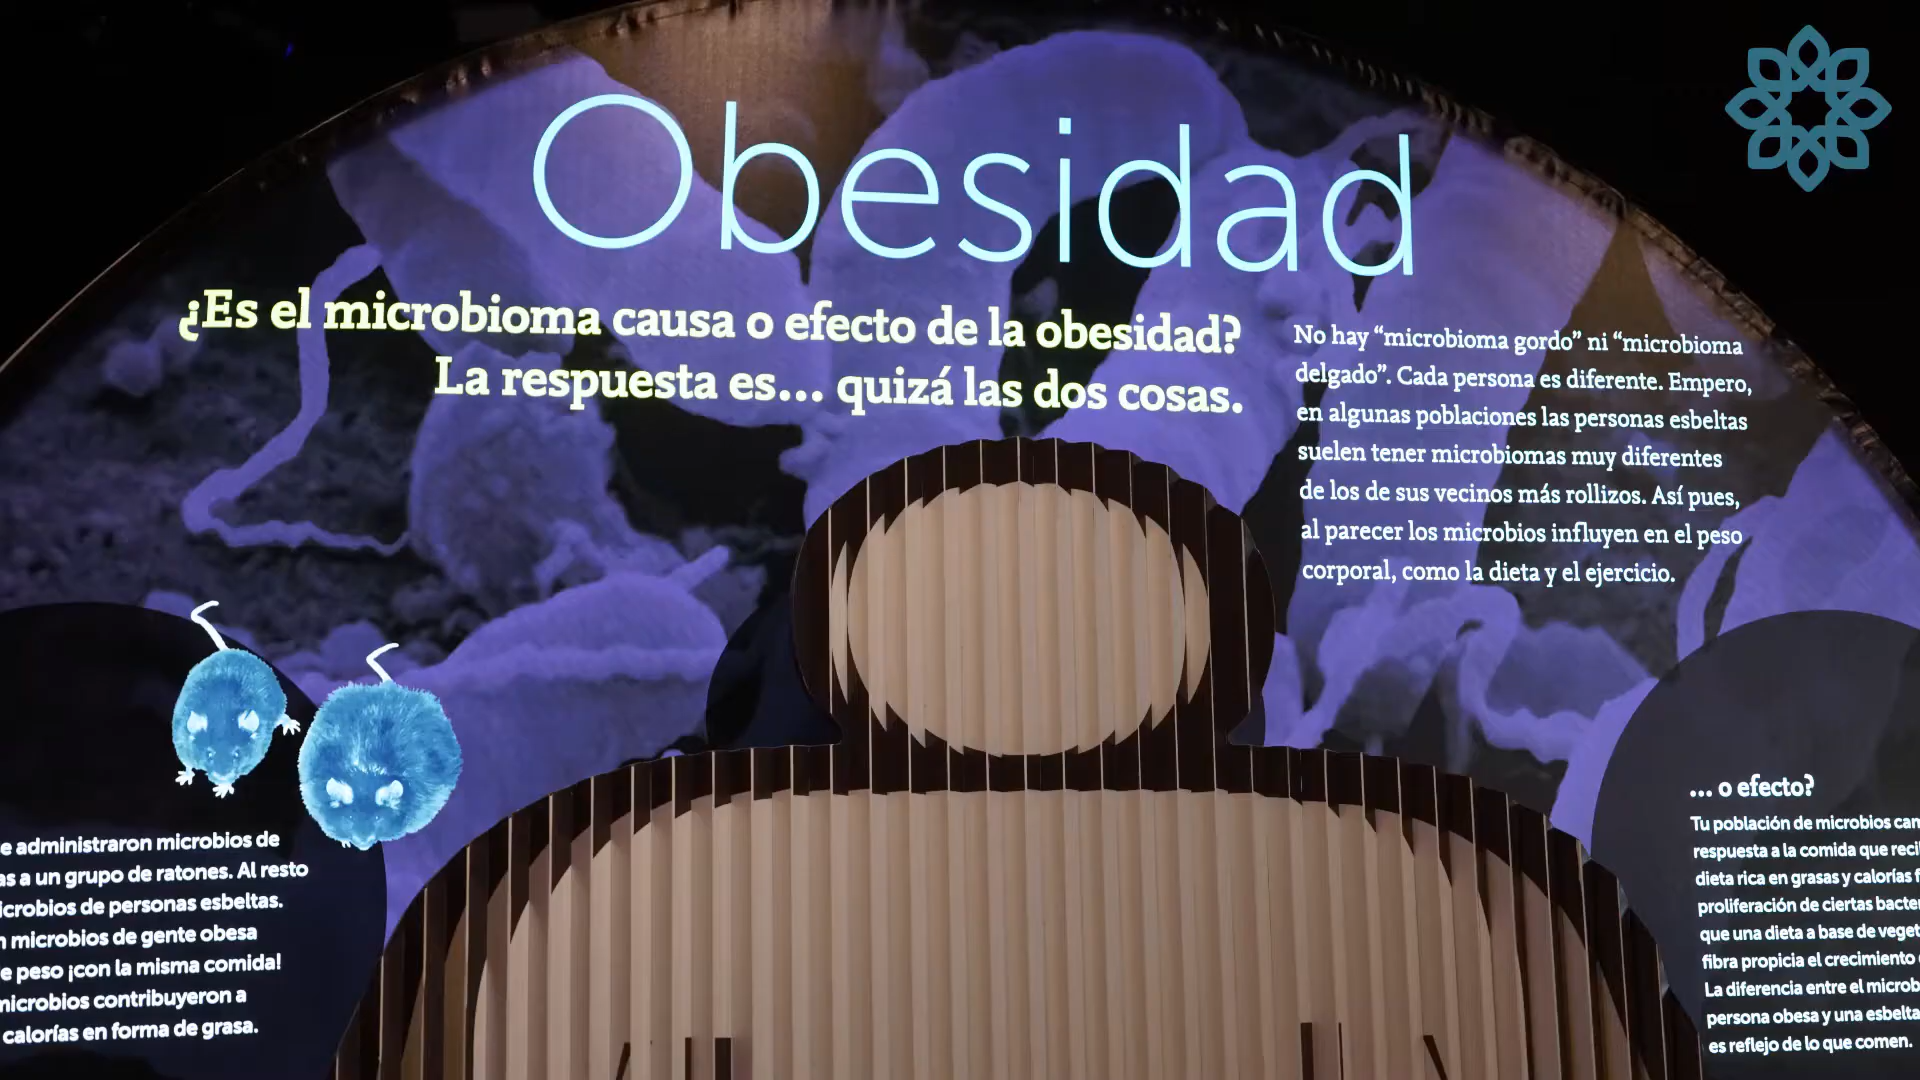 Obesidad
¿Es el microbioma causa o efecto de la obesidad?
La respuesta es... quizá las dos cosas.
No hay “microbioma gordo” ni “microbioma
delgado”. Cada persona es diferente. Empero,
en algunas poblaciones las personas esbeltas
suelen tener microbiomas muy diferentes
de los de sus vecinos más rollizos. Así pues,
al parecer los microbios influyen en el peso
corporal, como la dieta y el ejercicio.
administraron microbios de
a un grupo de ratones. Al resto
de personas esbeltas.
microbios de gente obesa
peso ¡con la misma comida!
contribuyeron a
calorías en forma de grasa.
... o efecto?
Tu población de microbios
respuesta a la comida que
dieta rica en grasas y calorías
proliferación de ciertas
que una dieta a base de
fibra propicia el crecimiento
La diferencia entre el
persona obesa y una esbelta
es reflejo de lo que comen.